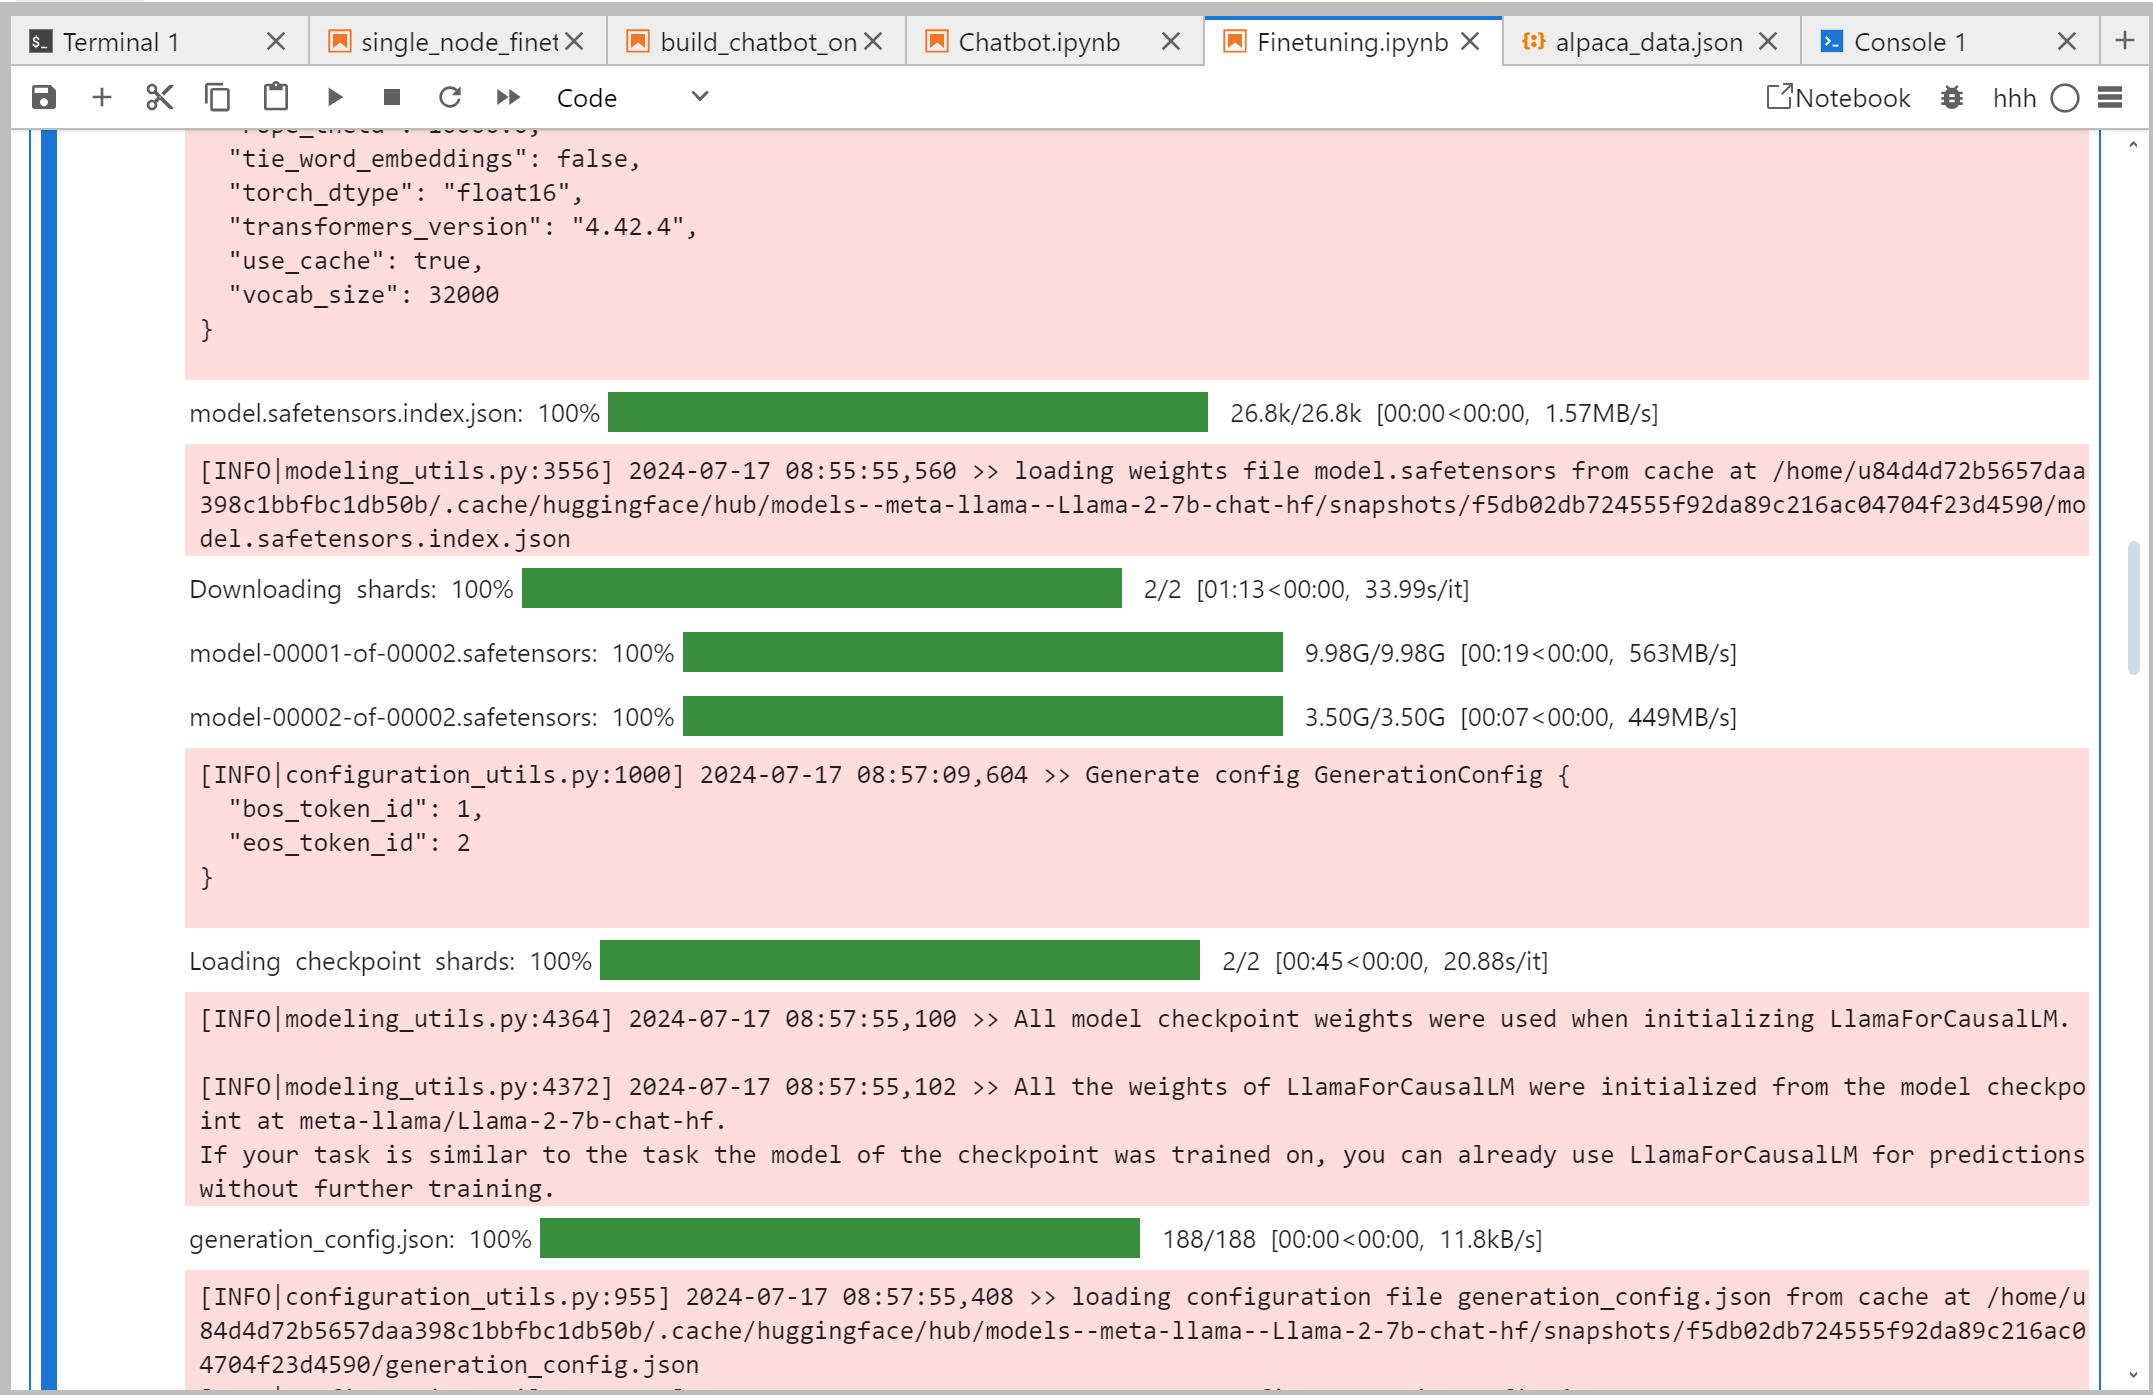 Terminal 1
single_node_finet
build_chatbot_on
Chatbot.ipynb
Finetuning.ipynb
alpaca_data.json
Console 1
Code
Notebook
hhh
"rope_theta": 10000.0,
"tie_word_embeddings": false,
"torch_dtype": "float16",
"transformers_version": "4.42.4",
"use_cache": true,
"vocab_size": 32000
}
model.safetensors.index.json: 100% 26.8k/26.8k [00:00<00:00, 1.57MB/s]
[INFO|modeling_utils.py:3556] 2024-07-17 08:55:55,560 >> loading weights file model.safetensors from cache at /home/u84d4d72b5657daa
398c1bbfbc1db50b/.cache/huggingface/hub/models--meta-llama--Llama-2-7b-chat-hf/snapshots/f5db02db724555f92da89c216ac04704f23d4590/mo
del.safetensors.index.json
Downloading shards: 100% 2/2 [01:13<00:00, 33.99s/it]
model-00001-of-00002.safetensors: 100% 9.98G/9.98G [00:19<00:00, 563MB/s]
model-00002-of-00002.safetensors: 100% 3.50G/3.50G [00:07<00:00, 449MB/s]
[INFO|configuration_utils.py:1000] 2024-07-17 08:57:09,604 >> Generate config GenerationConfig {
"bos_token_id": 1,
"eos_token_id": 2
}
Loading checkpoint shards: 100% 2/2 [00:45<00:00, 20.88s/it]
[INFO|modeling_utils.py:4364] 2024-07-17 08:57:55,100 >> All model checkpoint weights were used when initializing LlamaForCausalLM.
[INFO|modeling_utils.py:4372] 2024-07-17 08:57:55,102 >> All the weights of LlamaForCausalLM were initialized from the model checkpo
int at meta-llama/Llama-2-7b-chat-hf.
If your task is similar to the task the model of the checkpoint was trained on, you can already use LlamaForCausalLM for predictions
without further training.
generation_config.json: 100% 188/188 [00:00<00:00, 11.8kB/s]
[INFO|configuration_utils.py:955] 2024-07-17 08:57:55,408 >> loading configuration file generation_config.json from cache at /home/u
84d4d72b5657daa398c1bbfbc1db50b/.cache/huggingface/hub/models--meta-llama--Llama-2-7b-chat-hf/snapshots/f5db02db724555f92da89c216ac0
4704f23d4590/generation_config.json